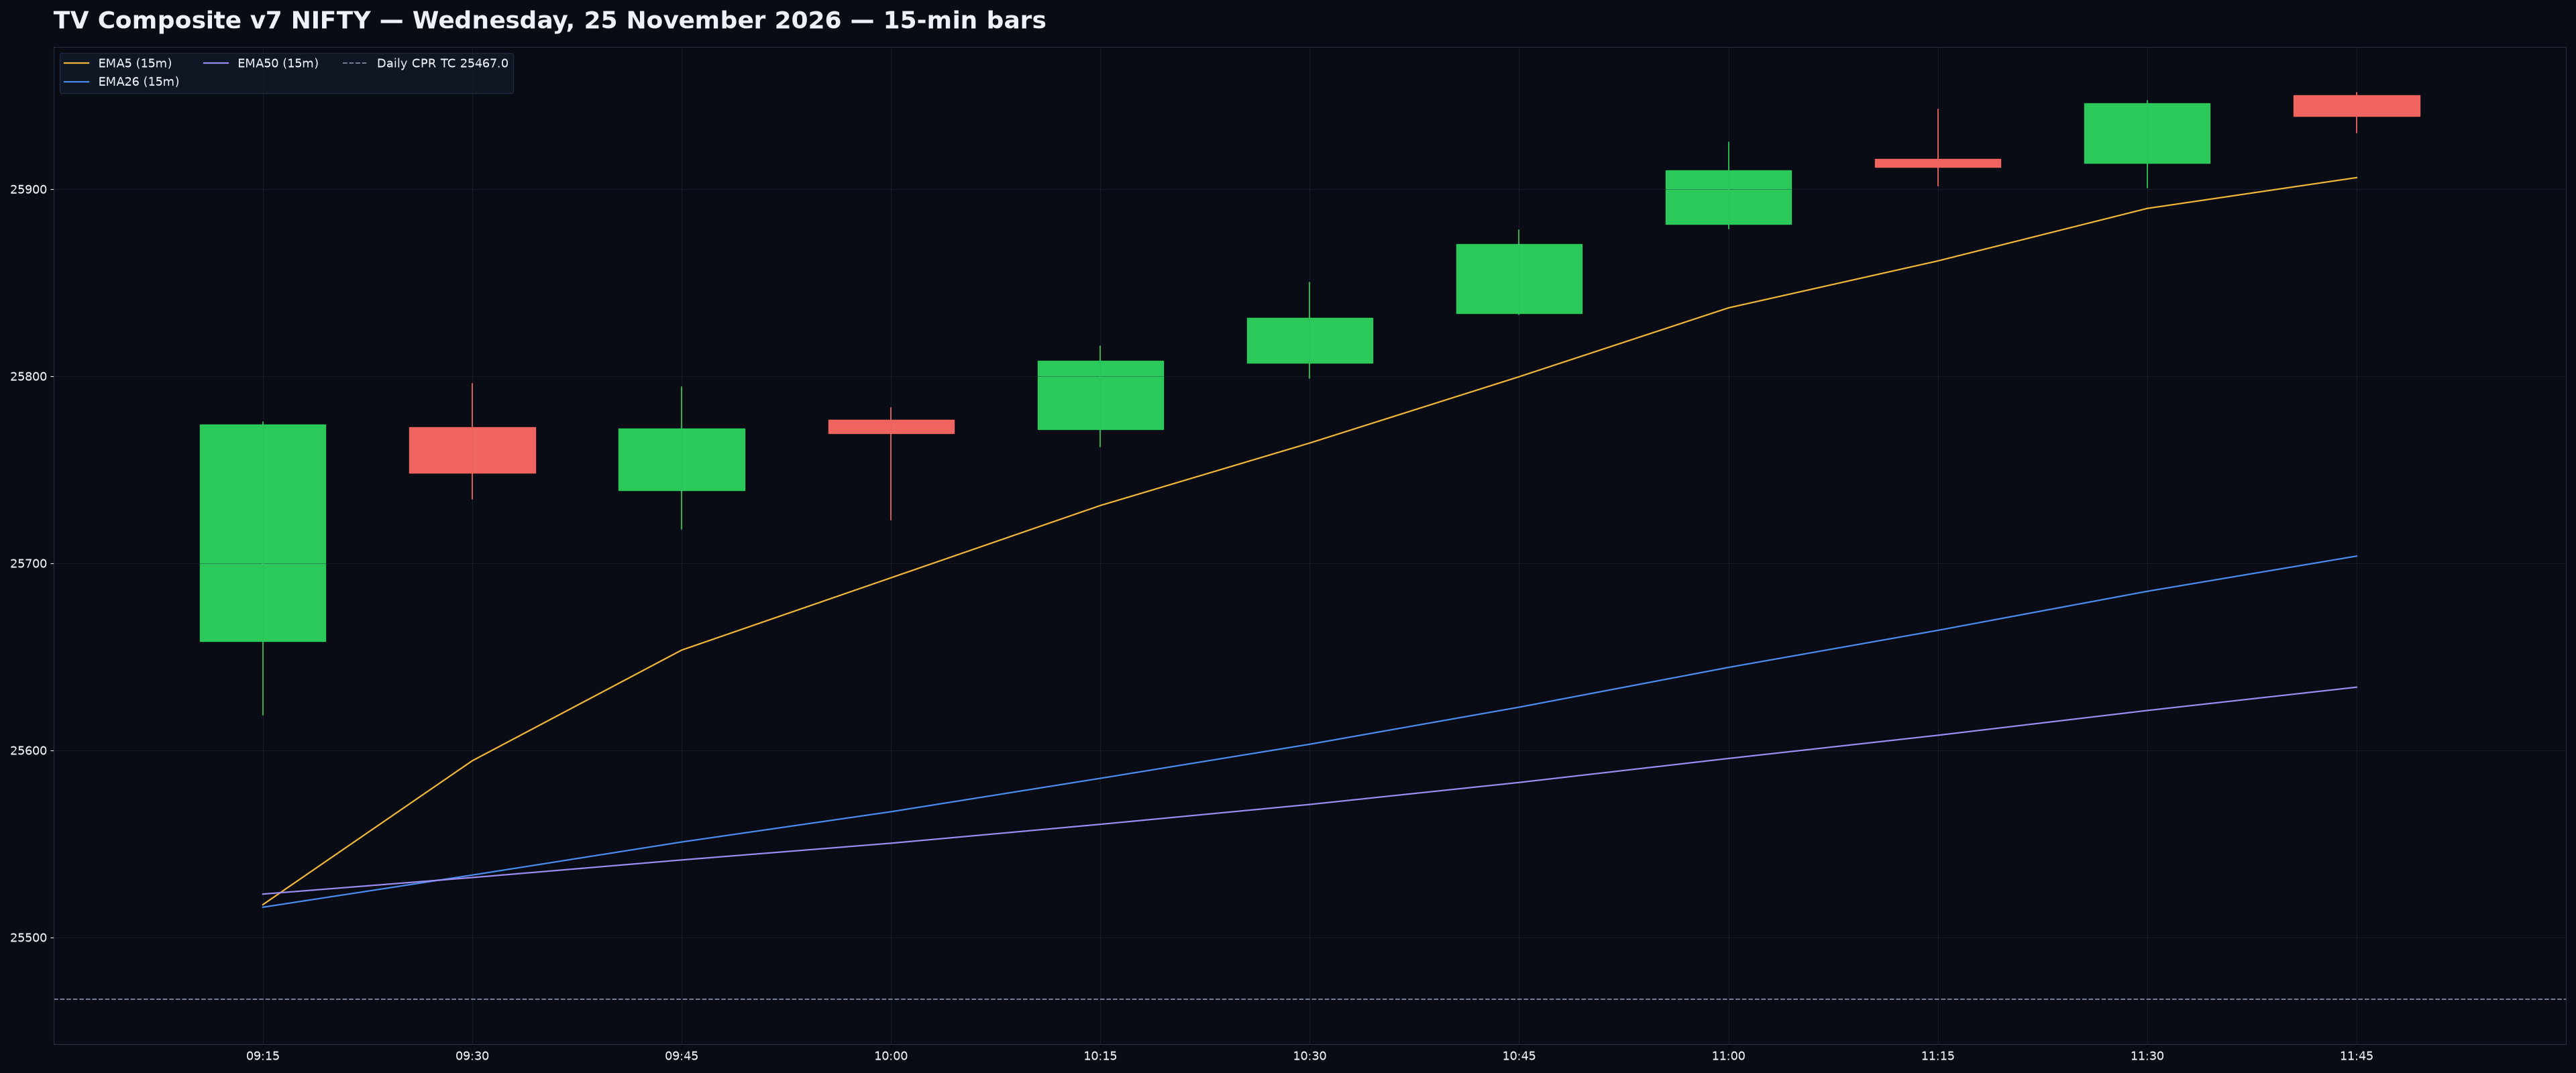 TV Composite v7 NIFTY — Wednesday, 25 November 2026 — 15-min bars
EMA5 (15m) EMA50 (15m) Daily CPR TC 25467.0
EMA26 (15m)
25900
25800
25700
25600
25500
09:15 09:30 09:45 10:00 10:15 10:30 10:45 11:00 11:15 11:30 11:45